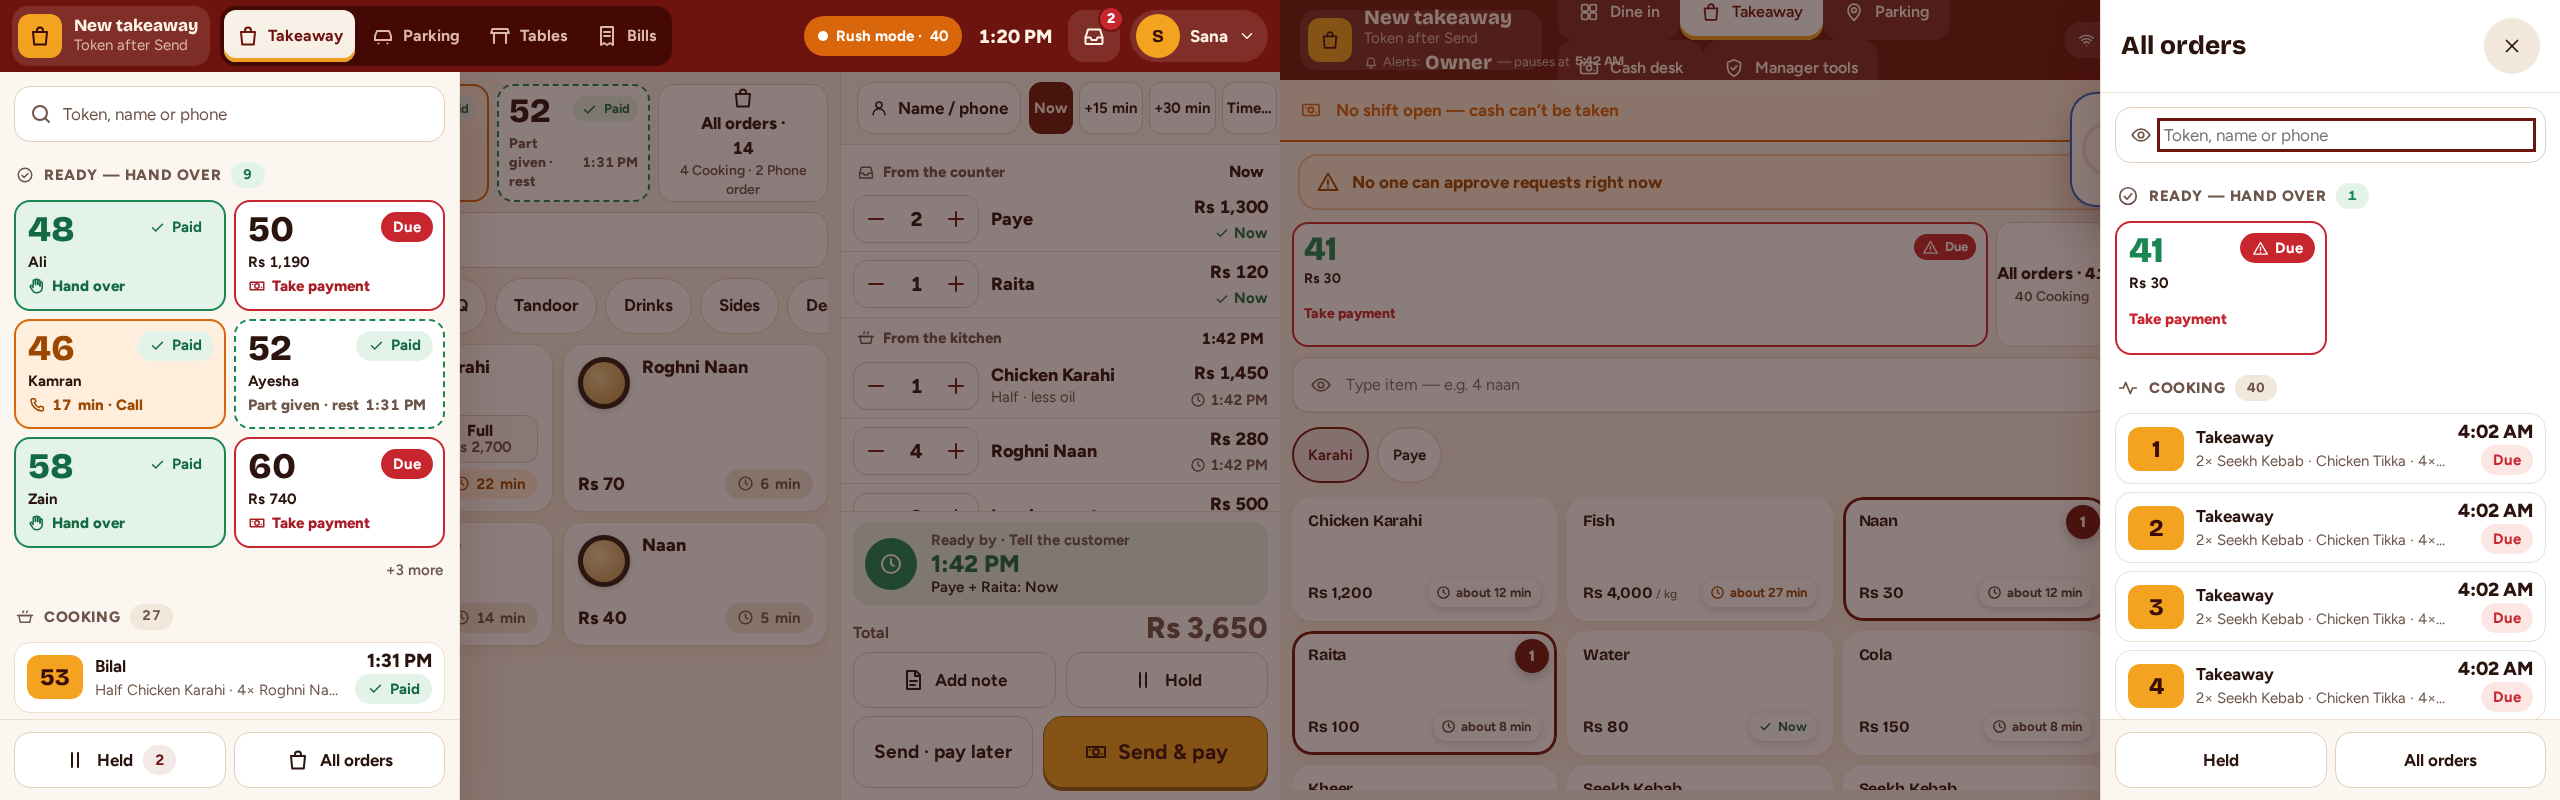 New takeaway
Token after Send
Takeaway
Parking
Tables
Bills
Rush mode · 40
1:20 PM
2
S
Sana
Token, name or phone
READY — HAND OVER 9
48
Paid
Ali
Hand over
50
Due
Rs 1,190
Take payment
46
Paid
Kamran
17 min · Call
52
Paid
Ayesha
Part given · rest 1:31 PM
58
Paid
Zain
Hand over
60
Due
Rs 740
Take payment
+3 more
COOKING 27
53
Bilal
Half Chicken Karahi · 4× Roghni Na...
1:31 PM
Paid
Held 2
All orders
52
Paid
Part given · rest
1:31 PM
All orders · 14
4 Cooking · 2 Phone order
Tandoor
Drinks
Sides
Full
2,700
22 min
Roghni Naan
Rs 70
6 min
14 min
Naan
Rs 40
5 min
Name / phone
Now
+15 min
+30 min
Time...
From the counter
Now
2
Paye
Rs 1,300
Now
1
Raita
Rs 120
Now
From the kitchen
1:42 PM
1
Chicken Karahi
Half · less oil
Rs 1,450
1:42 PM
4
Roghni Naan
Rs 280
1:42 PM
Rs 500
Ready by · Tell the customer
1:42 PM
Paye + Raita: Now
Total
Rs 3,650
Add note
Hold
Send · pay later
Send & pay
New takeaway
Token after Send
Alerts: Owner — pauses at 5:42 AM
Dine in
Takeaway
Parking
Cash desk
Manager tools
No shift open — cash can't be taken
No one can approve requests right now
41
Due
Rs 30
Take payment
All orders · 41
40 Cooking
Type item — e.g. 4 naan
Karahi
Paye
Chicken Karahi
Rs 1,200
about 12 min
Fish
Rs 4,000 / kg
about 27 min
Naan
1
Rs 30
about 12 min
Raita
1
Rs 100
about 8 min
Water
Rs 80
Now
Cola
Rs 150
about 8 min
Kheer
Seekh Kebab
Seekh Kebab
All orders
Token, name or phone
READY — HAND OVER 1
41
Due
Rs 30
Take payment
COOKING 40
1
Takeaway
2× Seekh Kebab · Chicken Tikka · 4×...
4:02 AM
Due
2
Takeaway
2× Seekh Kebab · Chicken Tikka · 4×...
4:02 AM
Due
3
Takeaway
2× Seekh Kebab · Chicken Tikka · 4×...
4:02 AM
Due
4
Takeaway
2× Seekh Kebab · Chicken Tikka · 4×...
4:02 AM
Due
Held
All orders